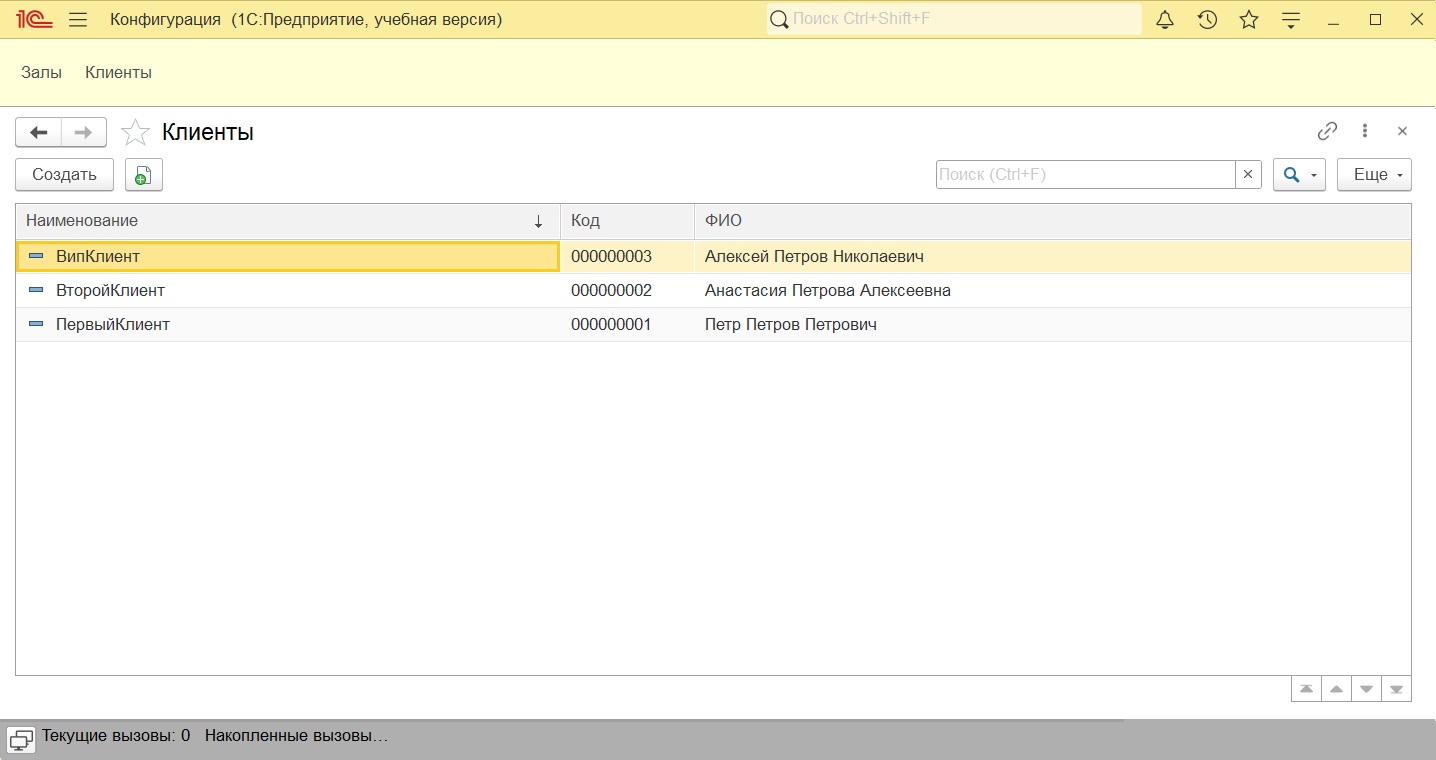 1С Конфигурация (1С:Предприятие, учебная версия) Поиск Ctrl+Shift+F
Залы Клиенты
Клиенты
Создать Поиск (Ctrl+F) × Еще
Наименование ↓ Код ФИО
ВипКлиент 000000003 Алексей Петров Николаевич
ВторойКлиент 000000002 Анастасия Петрова Алексеевна
ПервыйКлиент 000000001 Петр Петров Петрович
Текущие вызовы: 0 Накопленные вызовы…